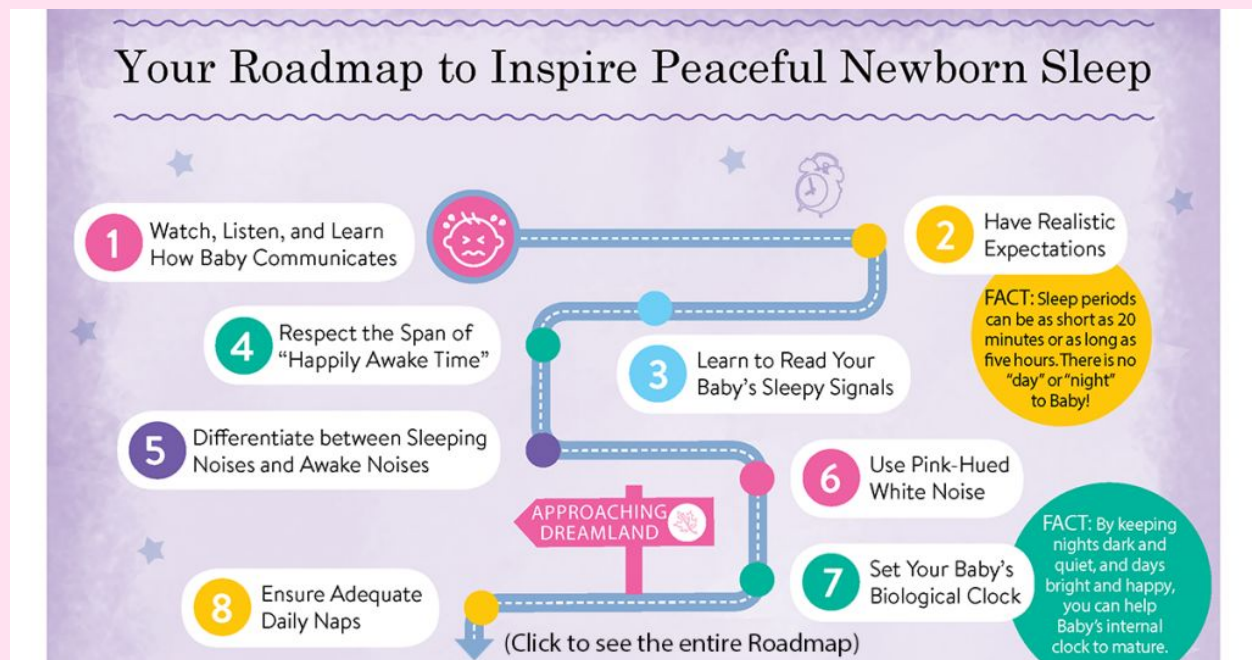 Your Roadmap to Inspire Peaceful Newborn Sleep
1
Watch, Listen, and Learn
How Baby Communicates
2
Have Realistic
Expectations
FACT: Sleep periods
can be as short as 20
minutes or as long as
five hours. There is no
"day" or "night"
to Baby!
3
Learn to Read Your
Baby's Sleepy Signals
4
Respect the Span of
"Happily Awake Time"
5
Differentiate between Sleeping
Noises and Awake Noises
6
Use Pink-Hued
White Noise
APPROACHING
DREAMLAND
7
Set Your Baby's
Biological Clock
FACT: By keeping
nights dark and
quiet, and days
bright and happy,
you can help
Baby's internal
clock to mature.
8
Ensure Adequate
Daily Naps
(Click to see the entire Roadmap)